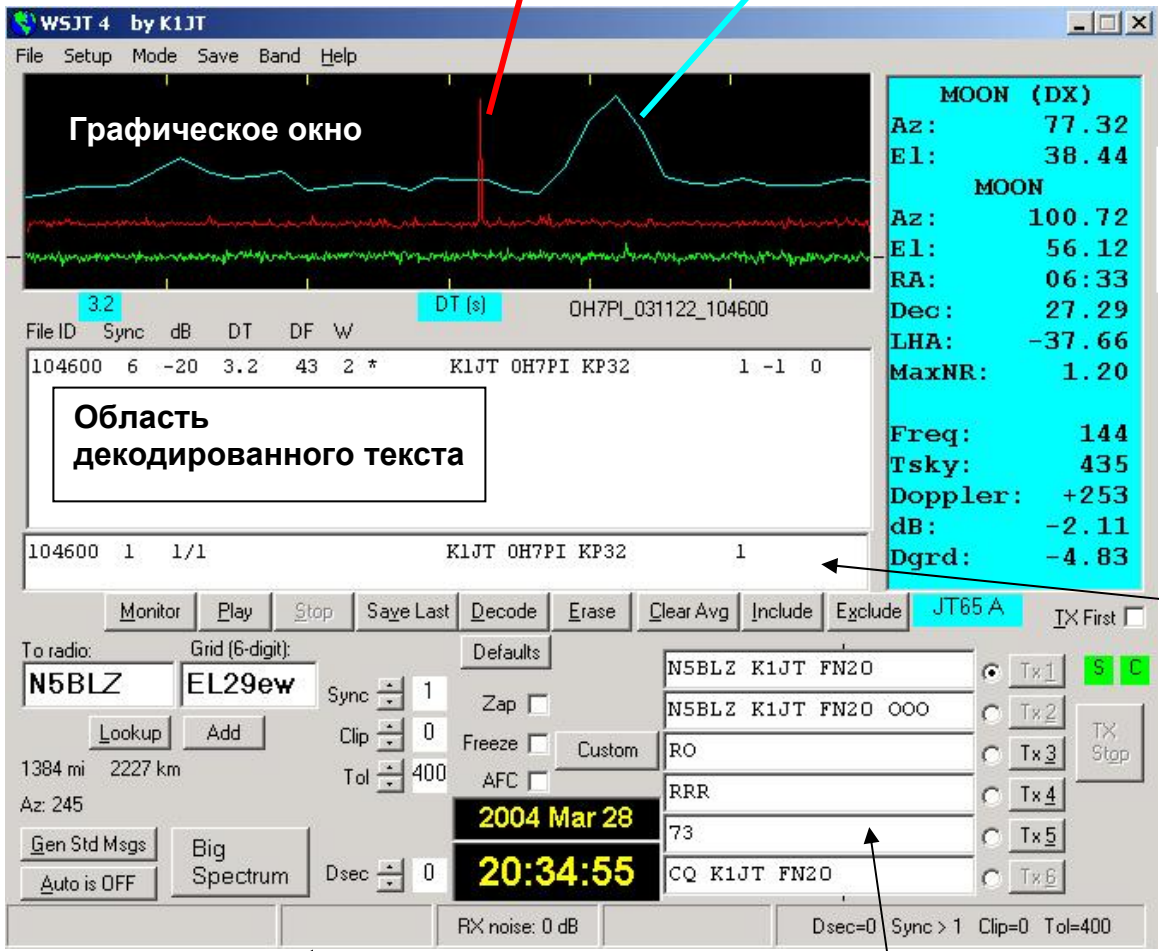 WSJT 4 by K1JT
File Setup Mode Save Band Help
Графическое окно
MOON (DX)
Az: 77.32
El: 38.44
MOON
Az: 100.72
El: 56.12
RA: 06:33
Dec: 27.29
LHA: -37.66
MaxNR: 1.20
Freq: 144
Tsky: 435
Doppler: +253
dB: -2.11
Dgrd: -4.83
3.2 DT (s) OH7PI_031122_104600
File ID Sync dB DT DF W
104600 6 -20 3.2 43 2 * K1JT OH7PI KP32 1 -1 0
Область
декодированного текста
104600 1 1/1 K1JT OH7PI KP32 1
Monitor Play Stop Save Last Decode Erase Clear Avg Include Exclude JT65 A TX First
To radio: Grid (6-digit): Defaults
N5BLZ EL29ew Sync 1 Zap
N5BLZ K1JT FN20 Tx1 S C
N5BLZ K1JT FN20 OOO Tx2
Lookup Add Clip 0 Freeze Custom
RO Tx3 TX Stop
1384 mi 2227 km Tol 400 AFC
RRR Tx4
Az: 245 2004 Mar 28
73 Tx5
Gen Std Msgs Big Spectrum
Auto is OFF Dsec 0 20:34:55
CQ K1JT FN20 Tx6
RX noise: 0 dB Dsec=0 Sync > 1 Clip=0 Tol=400